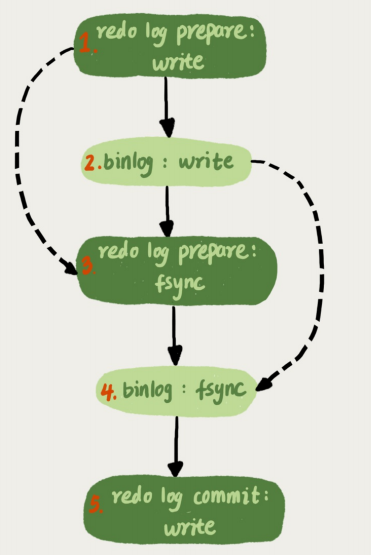 1. redo log prepare:
write
2. binlog : write
3. redo log prepare:
fsync
4. binlog : fsync
5. redo log commit:
write